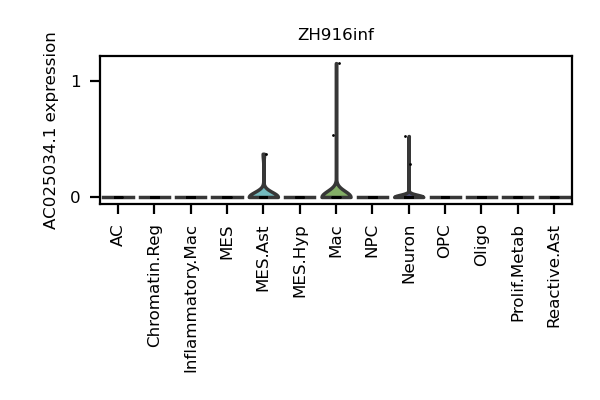 ZH916inf
AC025034.1 expression
1
0
AC
Chromatin.Reg
Inflammatory.Mac
MES
MES.Ast
MES.Hyp
Mac
NPC
Neuron
OPC
Oligo
Prolif.Metab
Reactive.Ast